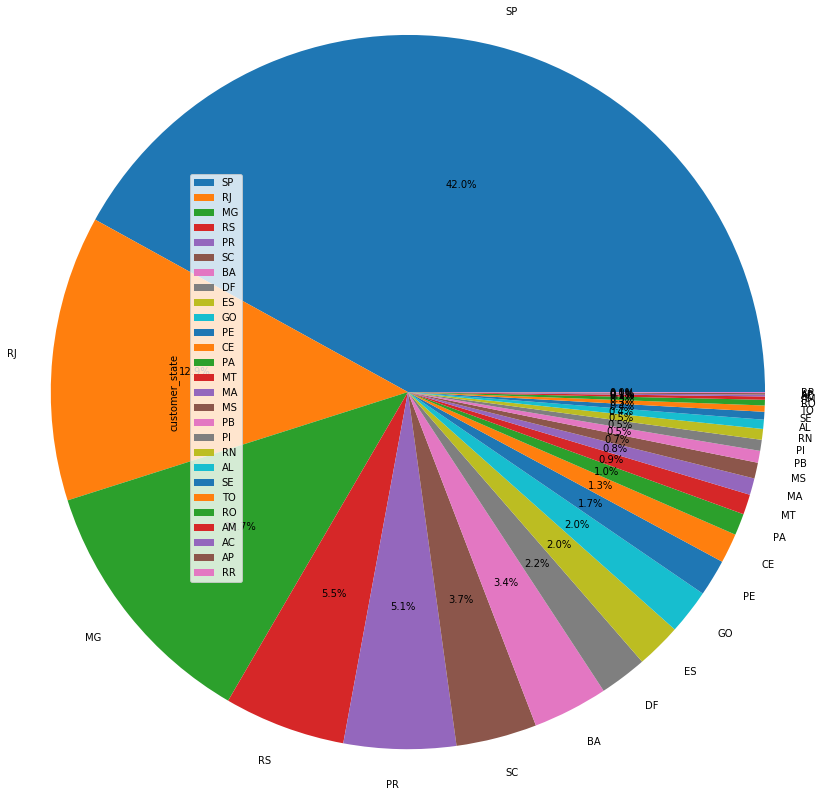 SP
42.0%
SP
RJ
MG
RS
PR
SC
BA
DF
ES
GO
PE
CE
PA
MT
MA
MS
PB
PI
RN
AL
SE
TO
RO
AM
AC
AP
RR
customer_state
RJ
MG
RS
5.5%
PR
5.1%
SC
3.7%
BA
3.4%
DF
2.2%
ES
2.0%
GO
2.0%
PE
1.7%
CE
1.3%
PA
1.0%
MT
0.9%
MA
0.8%
MS
0.7%
PB
0.5%
PI
0.5%
RN
0.5%
AL
0.4%
SE
TO
RO